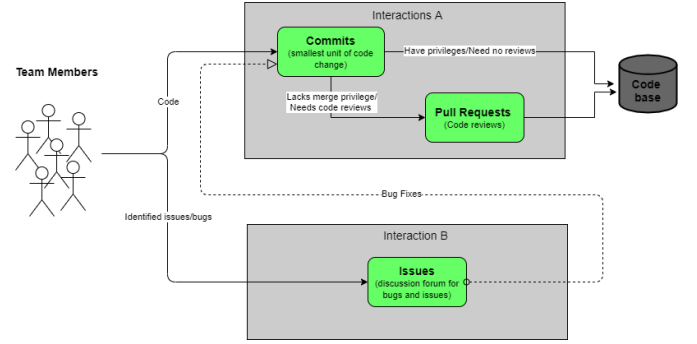 Interactions A
Commits
(smallest unit of code
change)
Have privileges/Need no reviews
Team Members
Code
base
Code
Lacks merge privilege/
Needs code reviews
Pull Requests
(Code reviews)
Bug Fixes
Identified issues/bugs
Interaction B
Issues
(discussion forum for
bugs and issues)